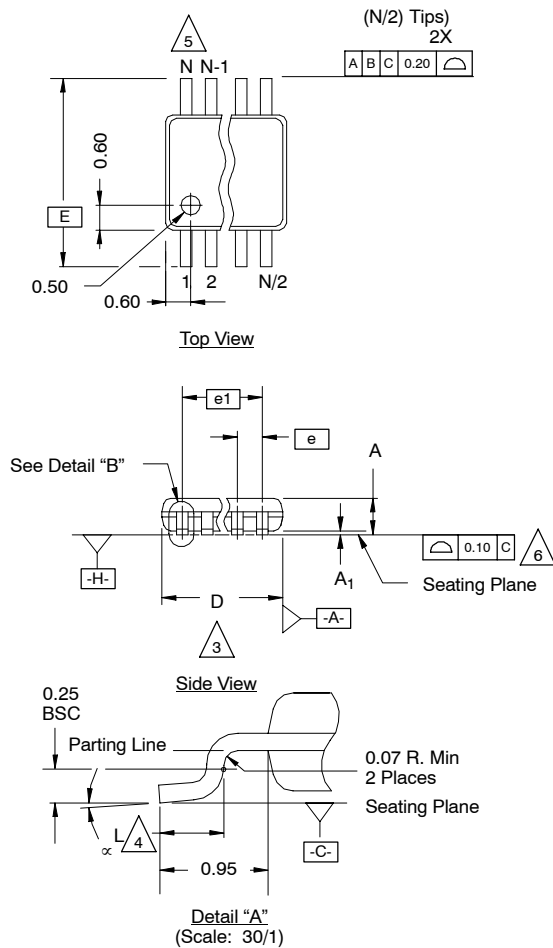 (N/2) Tips)
2X
5
N N-1
A B C 0.20
0.60
E
0.50
1 2 N/2
0.60
Top View
e1
e
See Detail “B”
A
-H-
0.10 C
6
A1
Seating Plane
D
-A-
3
Side View
0.25
BSC
Parting Line
0.07 R. Min
2 Places
Seating Plane
∝
L
4
-C-
0.95
Detail “A”
(Scale: 30/1)